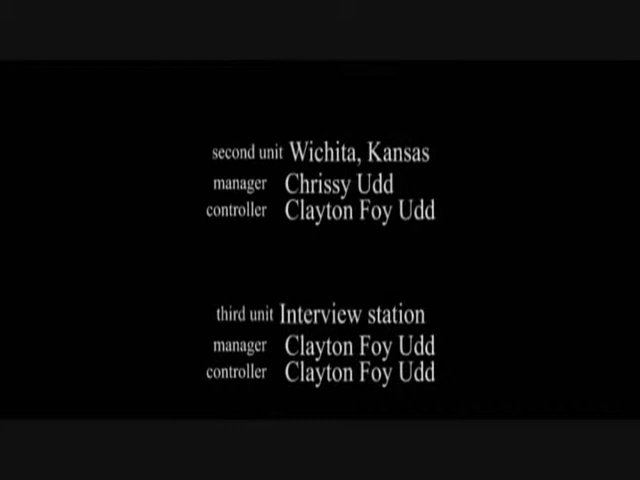 second unit Wichita, Kansas
manager Chrissy Udd
controller Clayton Foy Udd
third unit Interview station
manager Clayton Foy Udd
controller Clayton Foy Udd